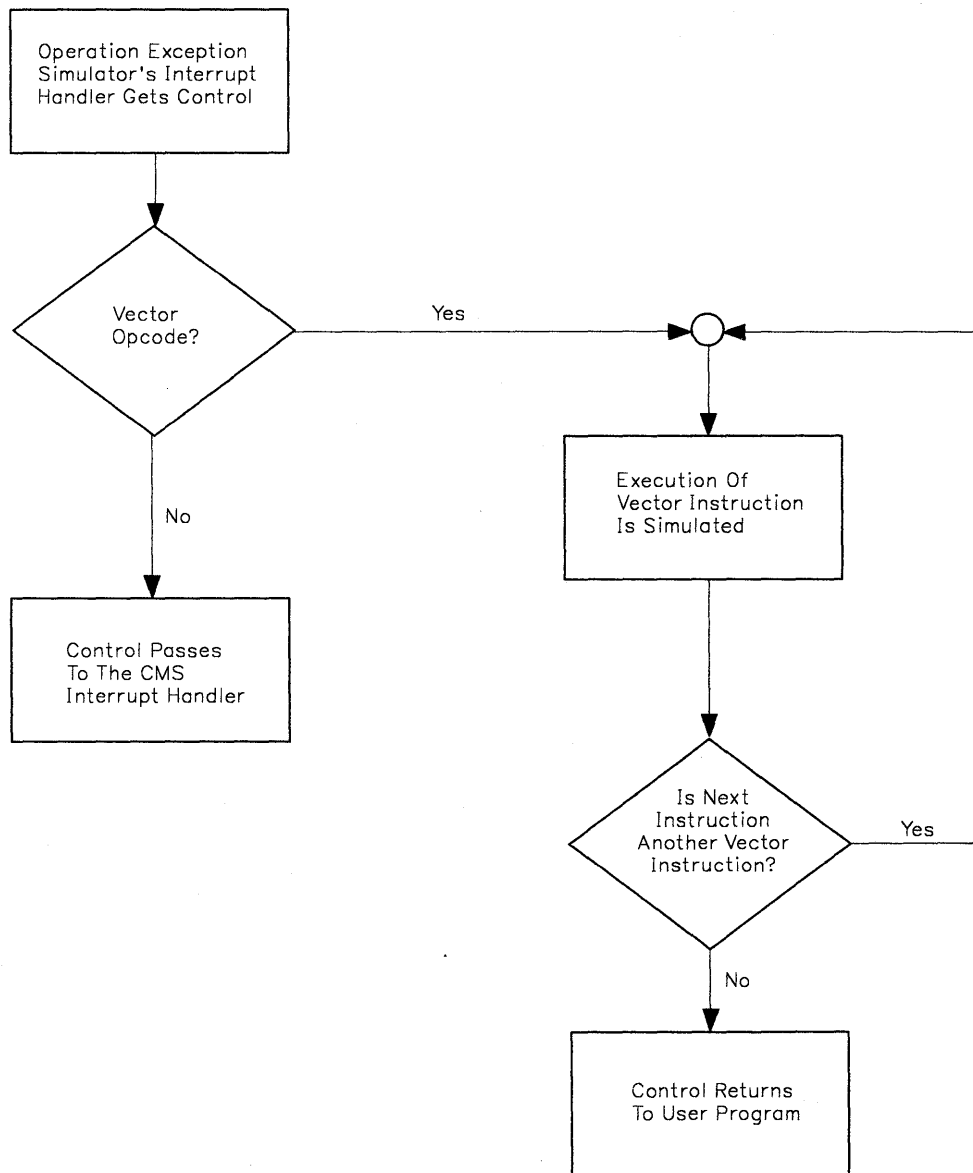 Operation Exception
Simulator's Interrupt
Handler Gets Control
Vector
Opcode?
Yes
No
Control Passes
To The CMS
Interrupt Handler
Execution Of
Vector Instruction
Is Simulated
Is Next
Instruction
Another Vector
Instruction?
Yes
No
Control Returns
To User Program